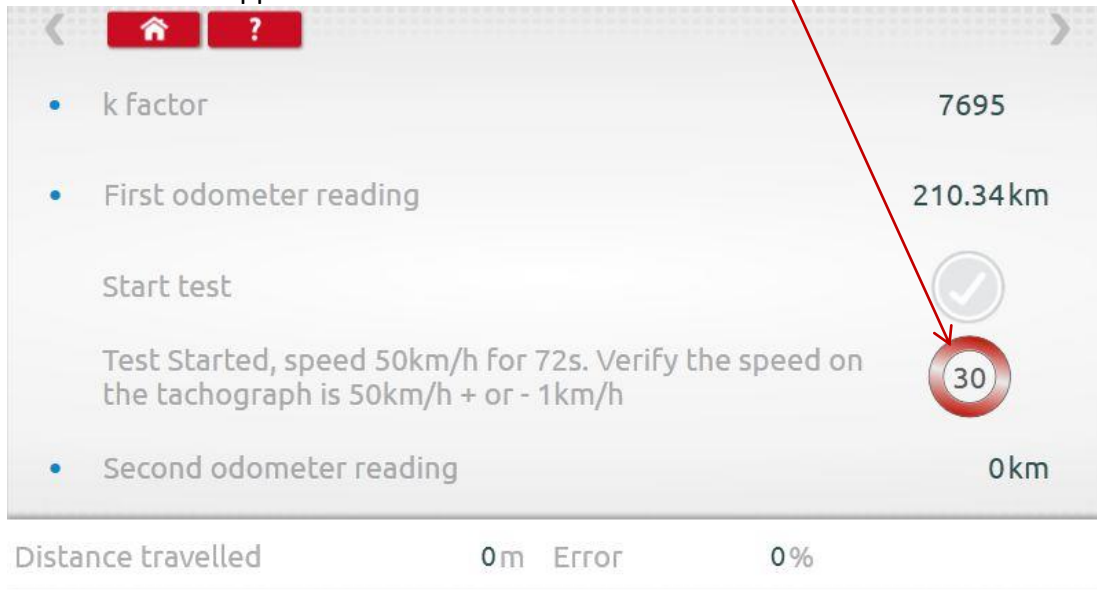 ?
k factor 7695
First odometer reading 210.34km
Start test
Test Started, speed 50km/h for 72s. Verify the speed on
the tachograph is 50km/h + or - 1km/h
30
Second odometer reading 0km
Distance travelled 0m Error 0%